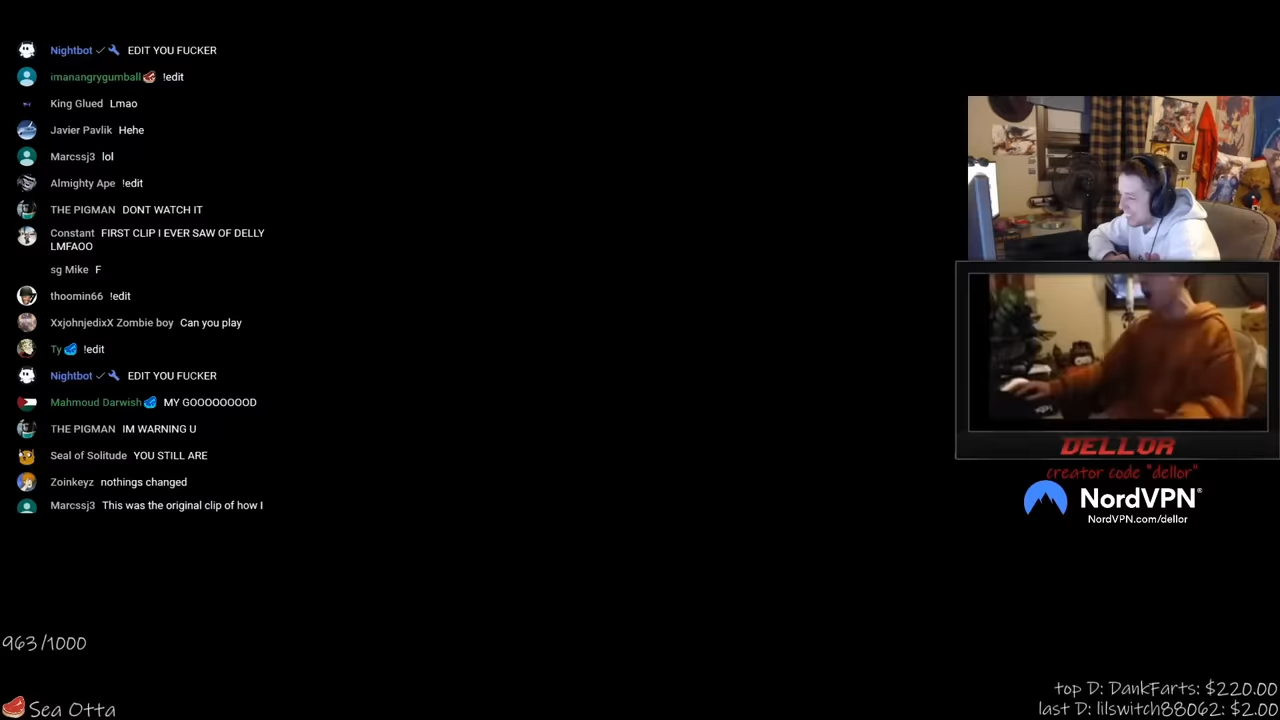 Nightbot EDIT YOU FUCKER
imanangrygumball !edit
King Glued Lmao
Javier Pavlik Hehe
Marcssj3 lol
Almighty Ape !edit
THE PIGMAN DONT WATCH IT
Constant FIRST CLIP I EVER SAW OF DELLY
LMFAOO
sg Mike F
thoomin66 !edit
XxjohnjedixX Zombie boy Can you play
Ty !edit
Nightbot EDIT YOU FUCKER
Mahmoud Darwish MY GOOOOOOOOD
THE PIGMAN IM WARNING U
Seal of Solitude YOU STILL ARE
Zoinkeyz nothings changed
Marcssj3 This was the original clip of how I
DELLOR
creator code "dellor"
NordVPN®
NordVPN.com/dellor
963/1000
Sea Otta
top D: DankFarts: $220.00
last D: lilswitch88062: $2.00